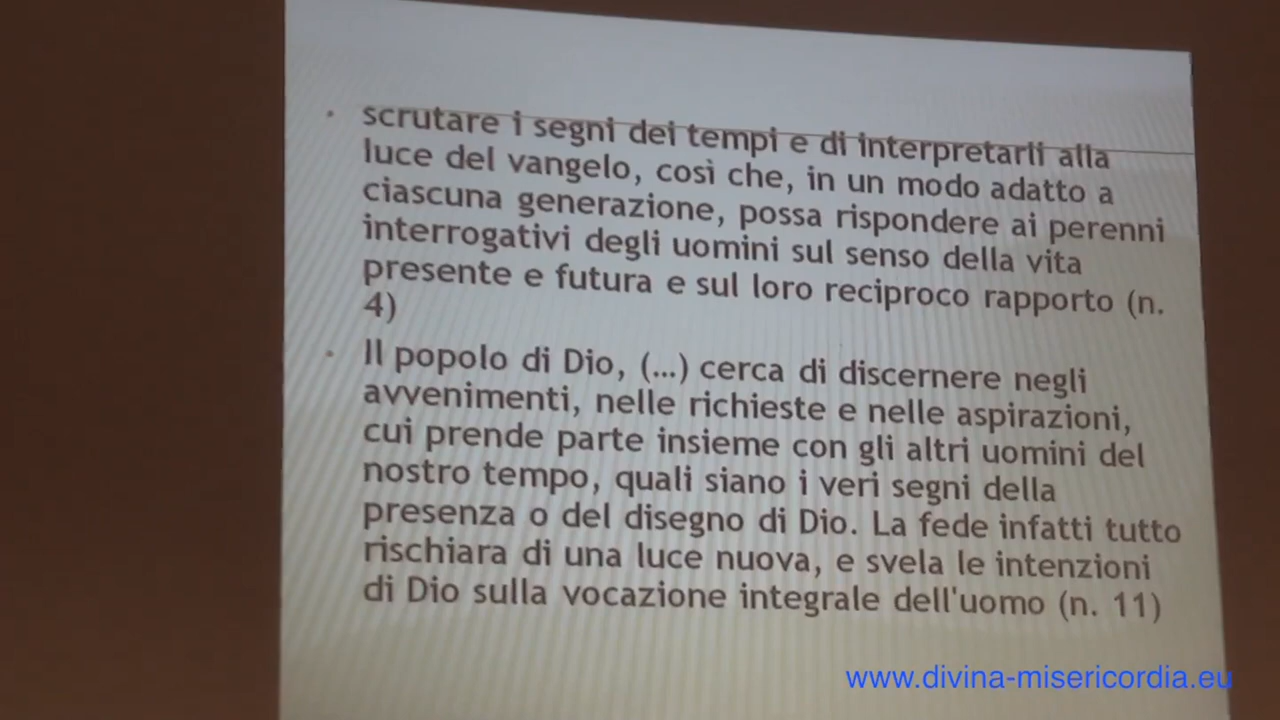 • scrutare i segni dei tempi e di interpretarli alla
luce del vangelo, così che, in un modo adatto a
ciascuna generazione, possa rispondere ai perenni
interrogativi degli uomini sul senso della vita
presente e futura e sul loro reciproco rapporto (n.
4)
• Il popolo di Dio, (...) cerca di discernere negli
avvenimenti, nelle richieste e nelle aspirazioni,
cui prende parte insieme con gli altri uomini del
nostro tempo, quali siano i veri segni della
presenza o del disegno di Dio. La fede infatti tutto
rischiara di una luce nuova, e svela le intenzioni
di Dio sulla vocazione integrale dell'uomo (n. 11)
www.divina-misericordia.eu